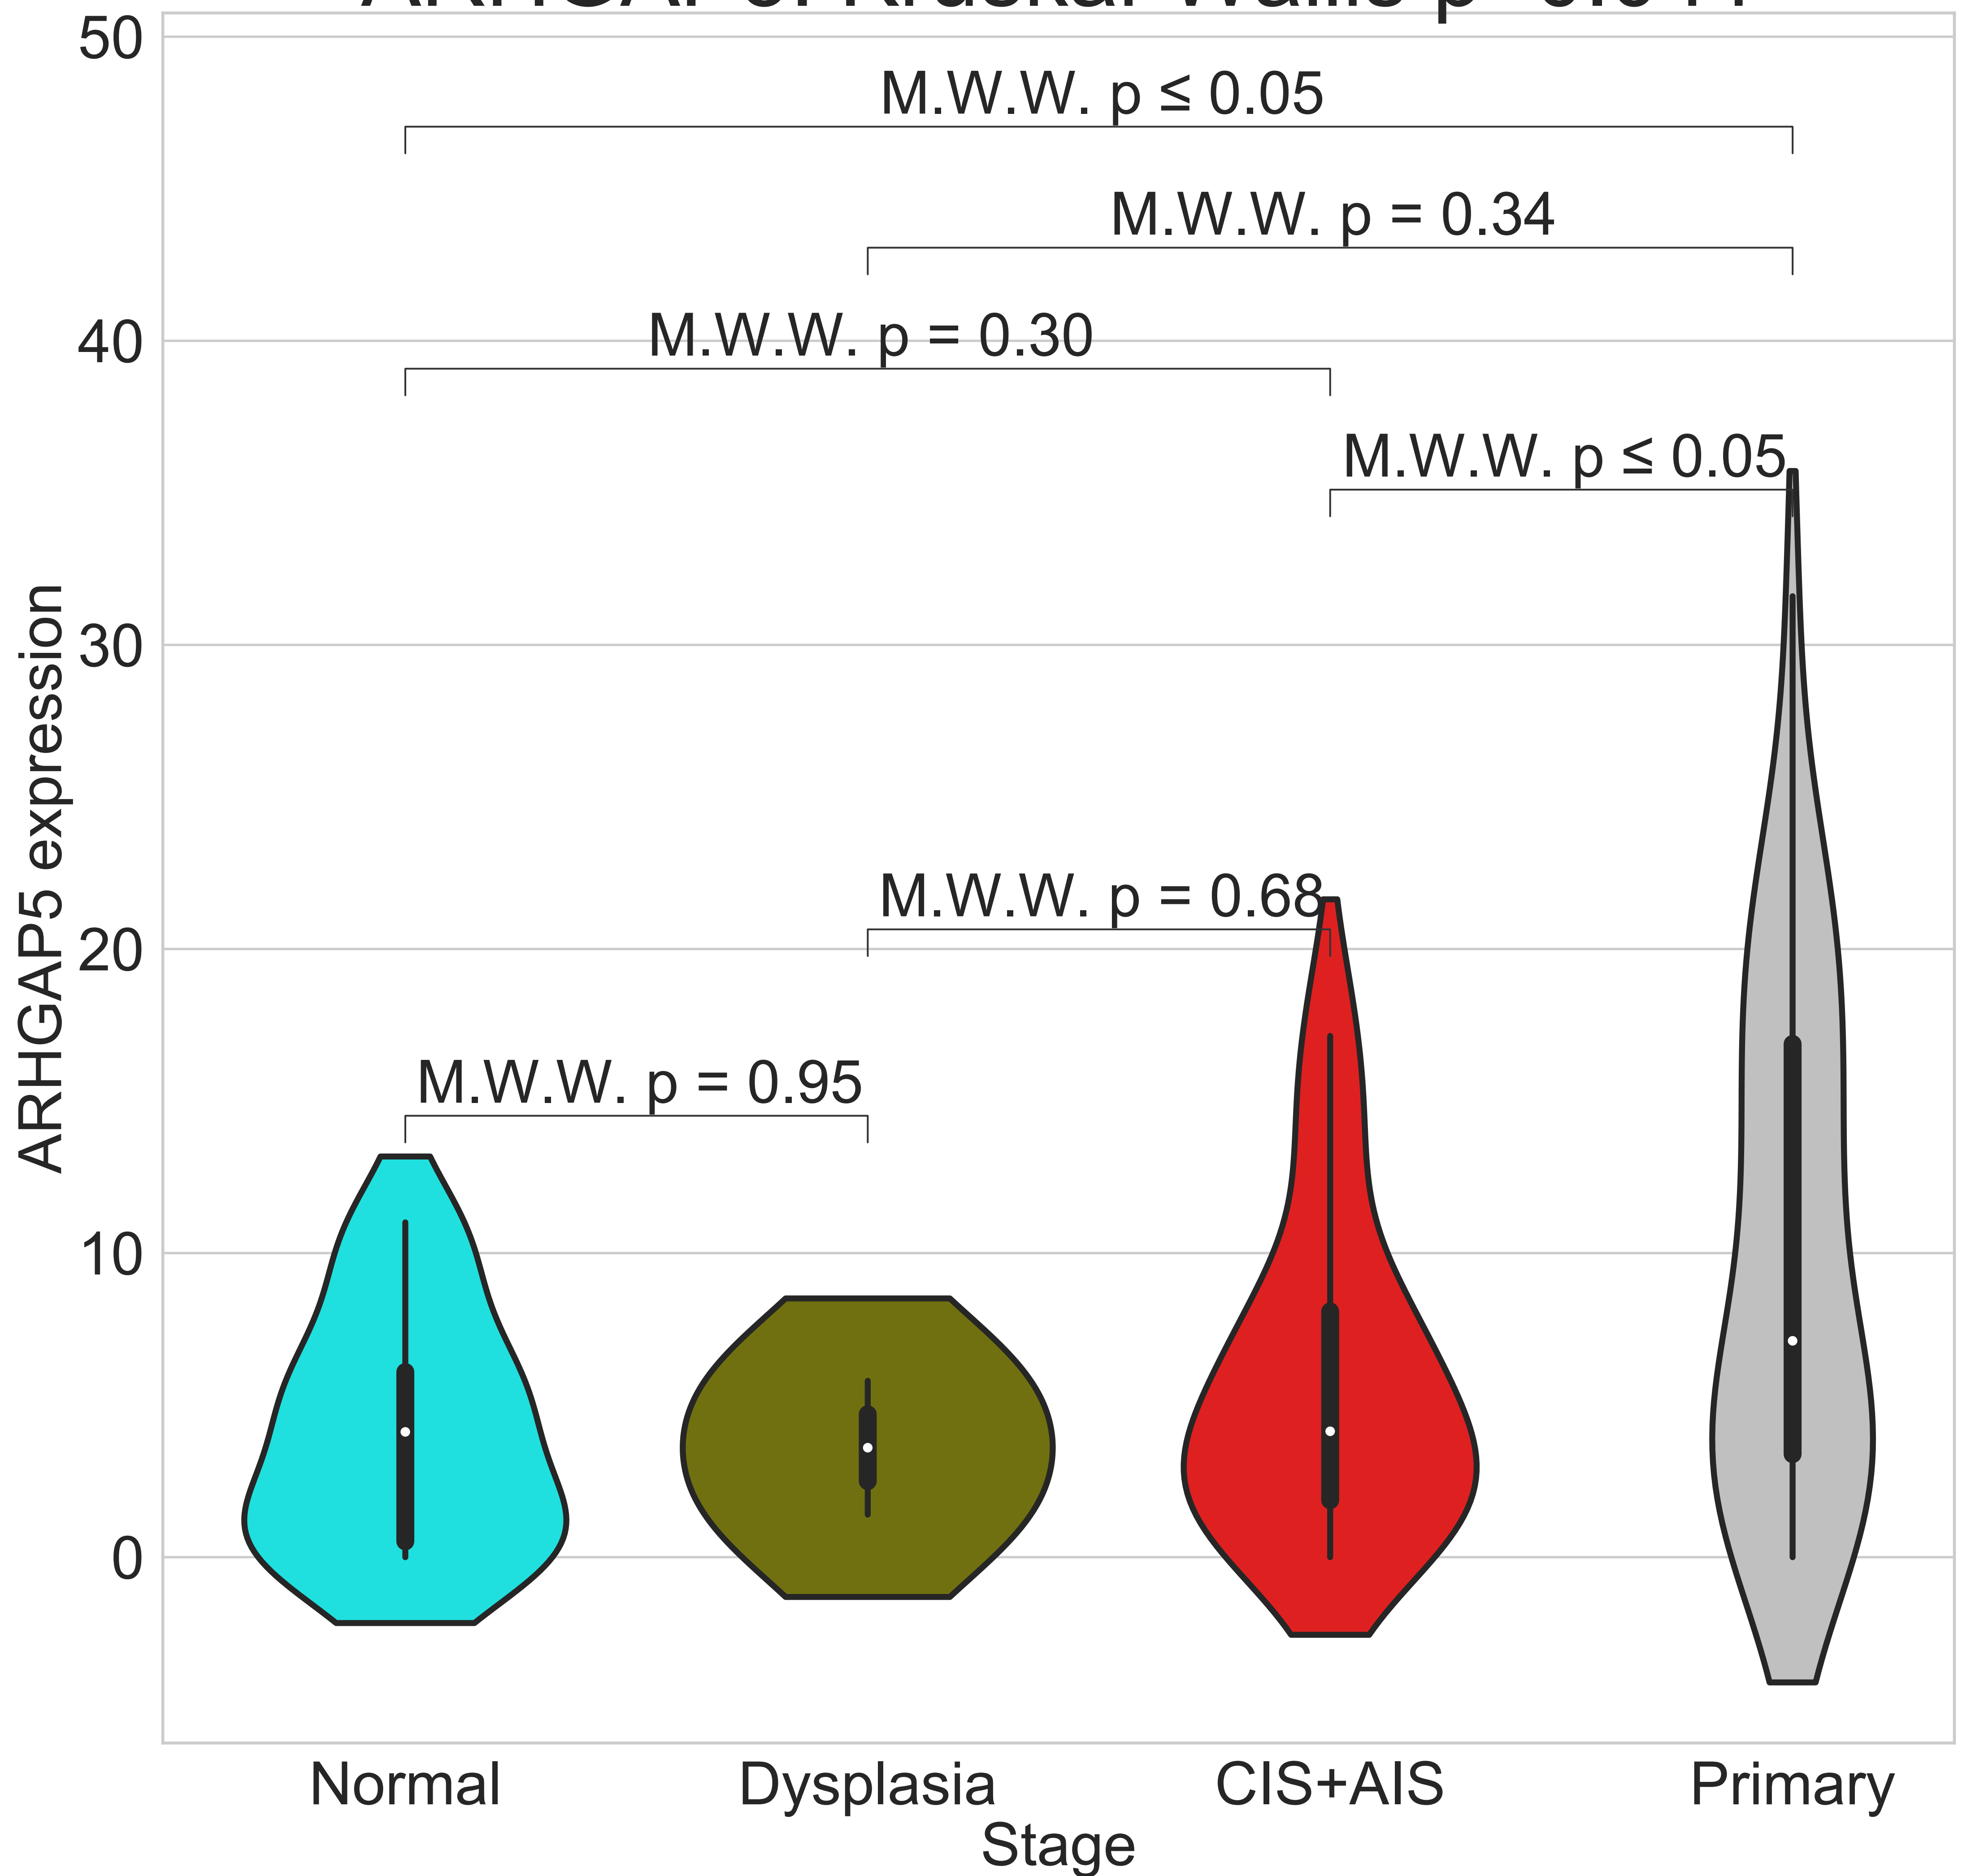 50
M.W.W. p ≤ 0.05
M.W.W. p = 0.34
M.W.W. p = 0.30
40
M.W.W. p ≤ 0.05
30
M.W.W. p = 0.68
20
M.W.W. p = 0.95
10
0
ARHGAP5 expression
Normal Dysplasia CIS+AIS Primary
Stage